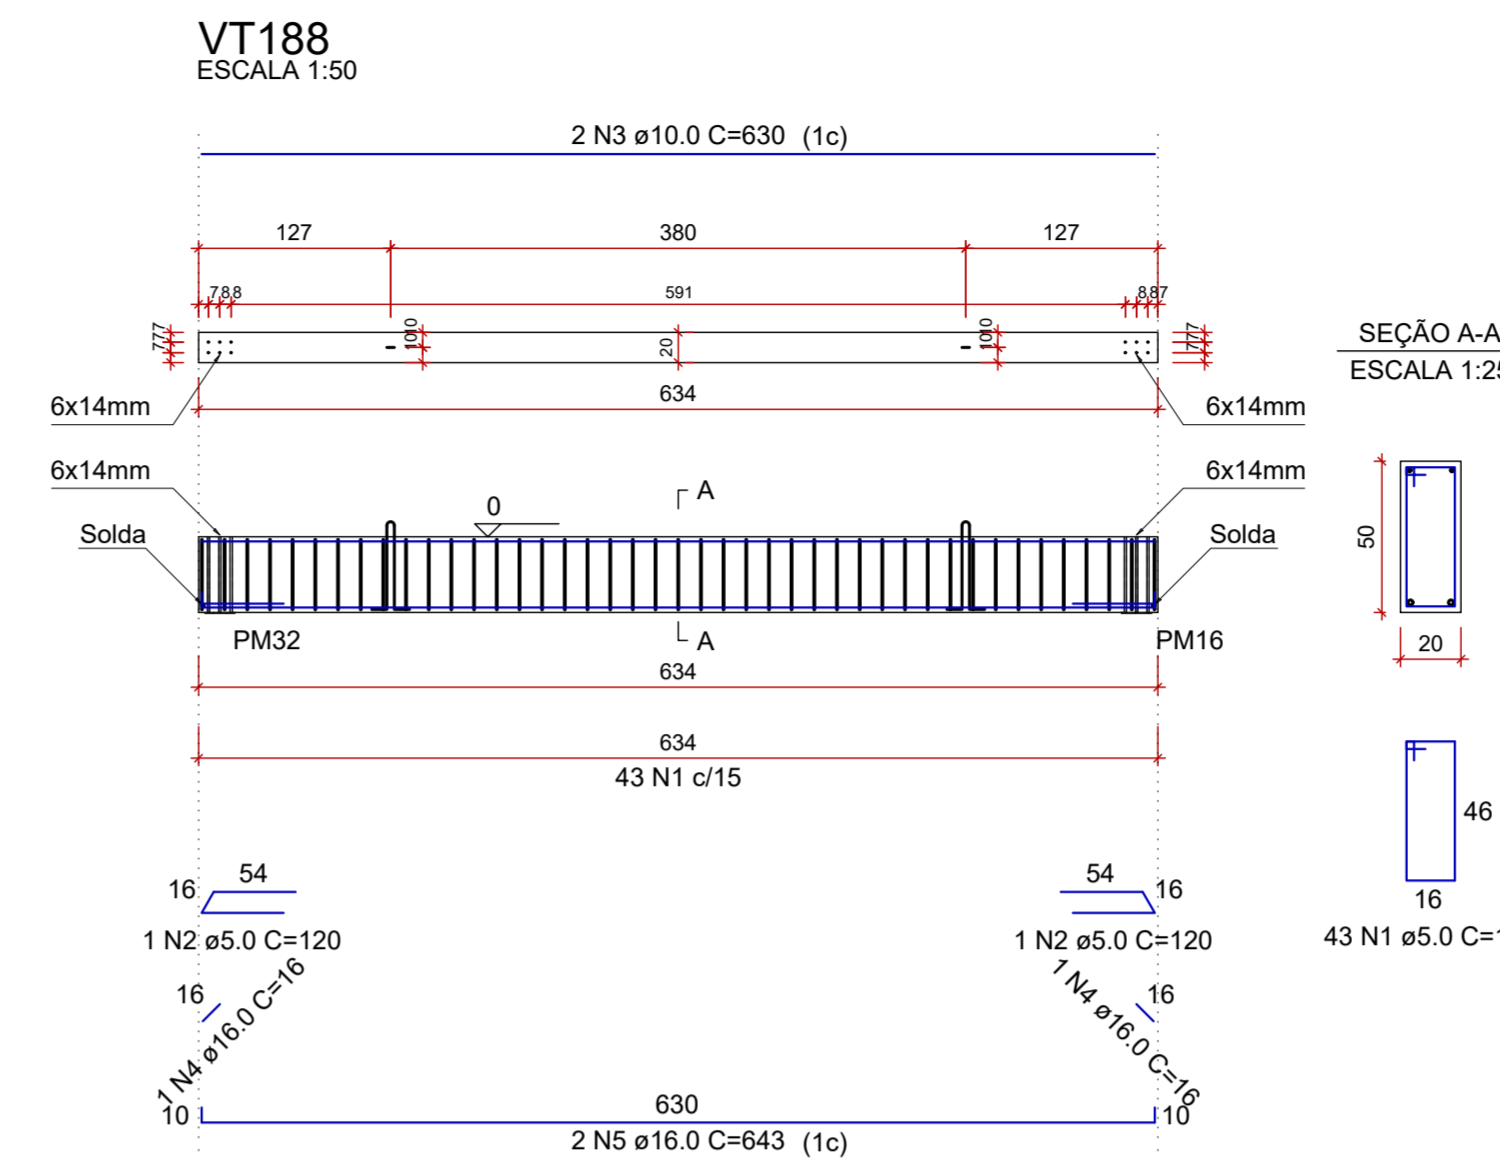 VT188
ESCALA 1:50
2 N3 ø10.0 C=630 (1c)
127
380
127
7 8 8
591
8 8 7
7 7 7
10 10
20
10 10
7 7 7
SEÇÃO A-A
ESCALA 1:25
634
6x14mm
6x14mm
6x14mm
6x14mm
A
0
Solda
Solda
50
PM32
A
PM16
20
634
634
43 N1 c/15
46
16
54
54
16
16
1 N2 ø5.0 C=120
1 N2 ø5.0 C=120
43 N1 ø5.0 C=
16
16
1 N4 ø16.0 C=16
1 N4 ø16.0 C=16
10
630
10
2 N5 ø16.0 C=643 (1c)